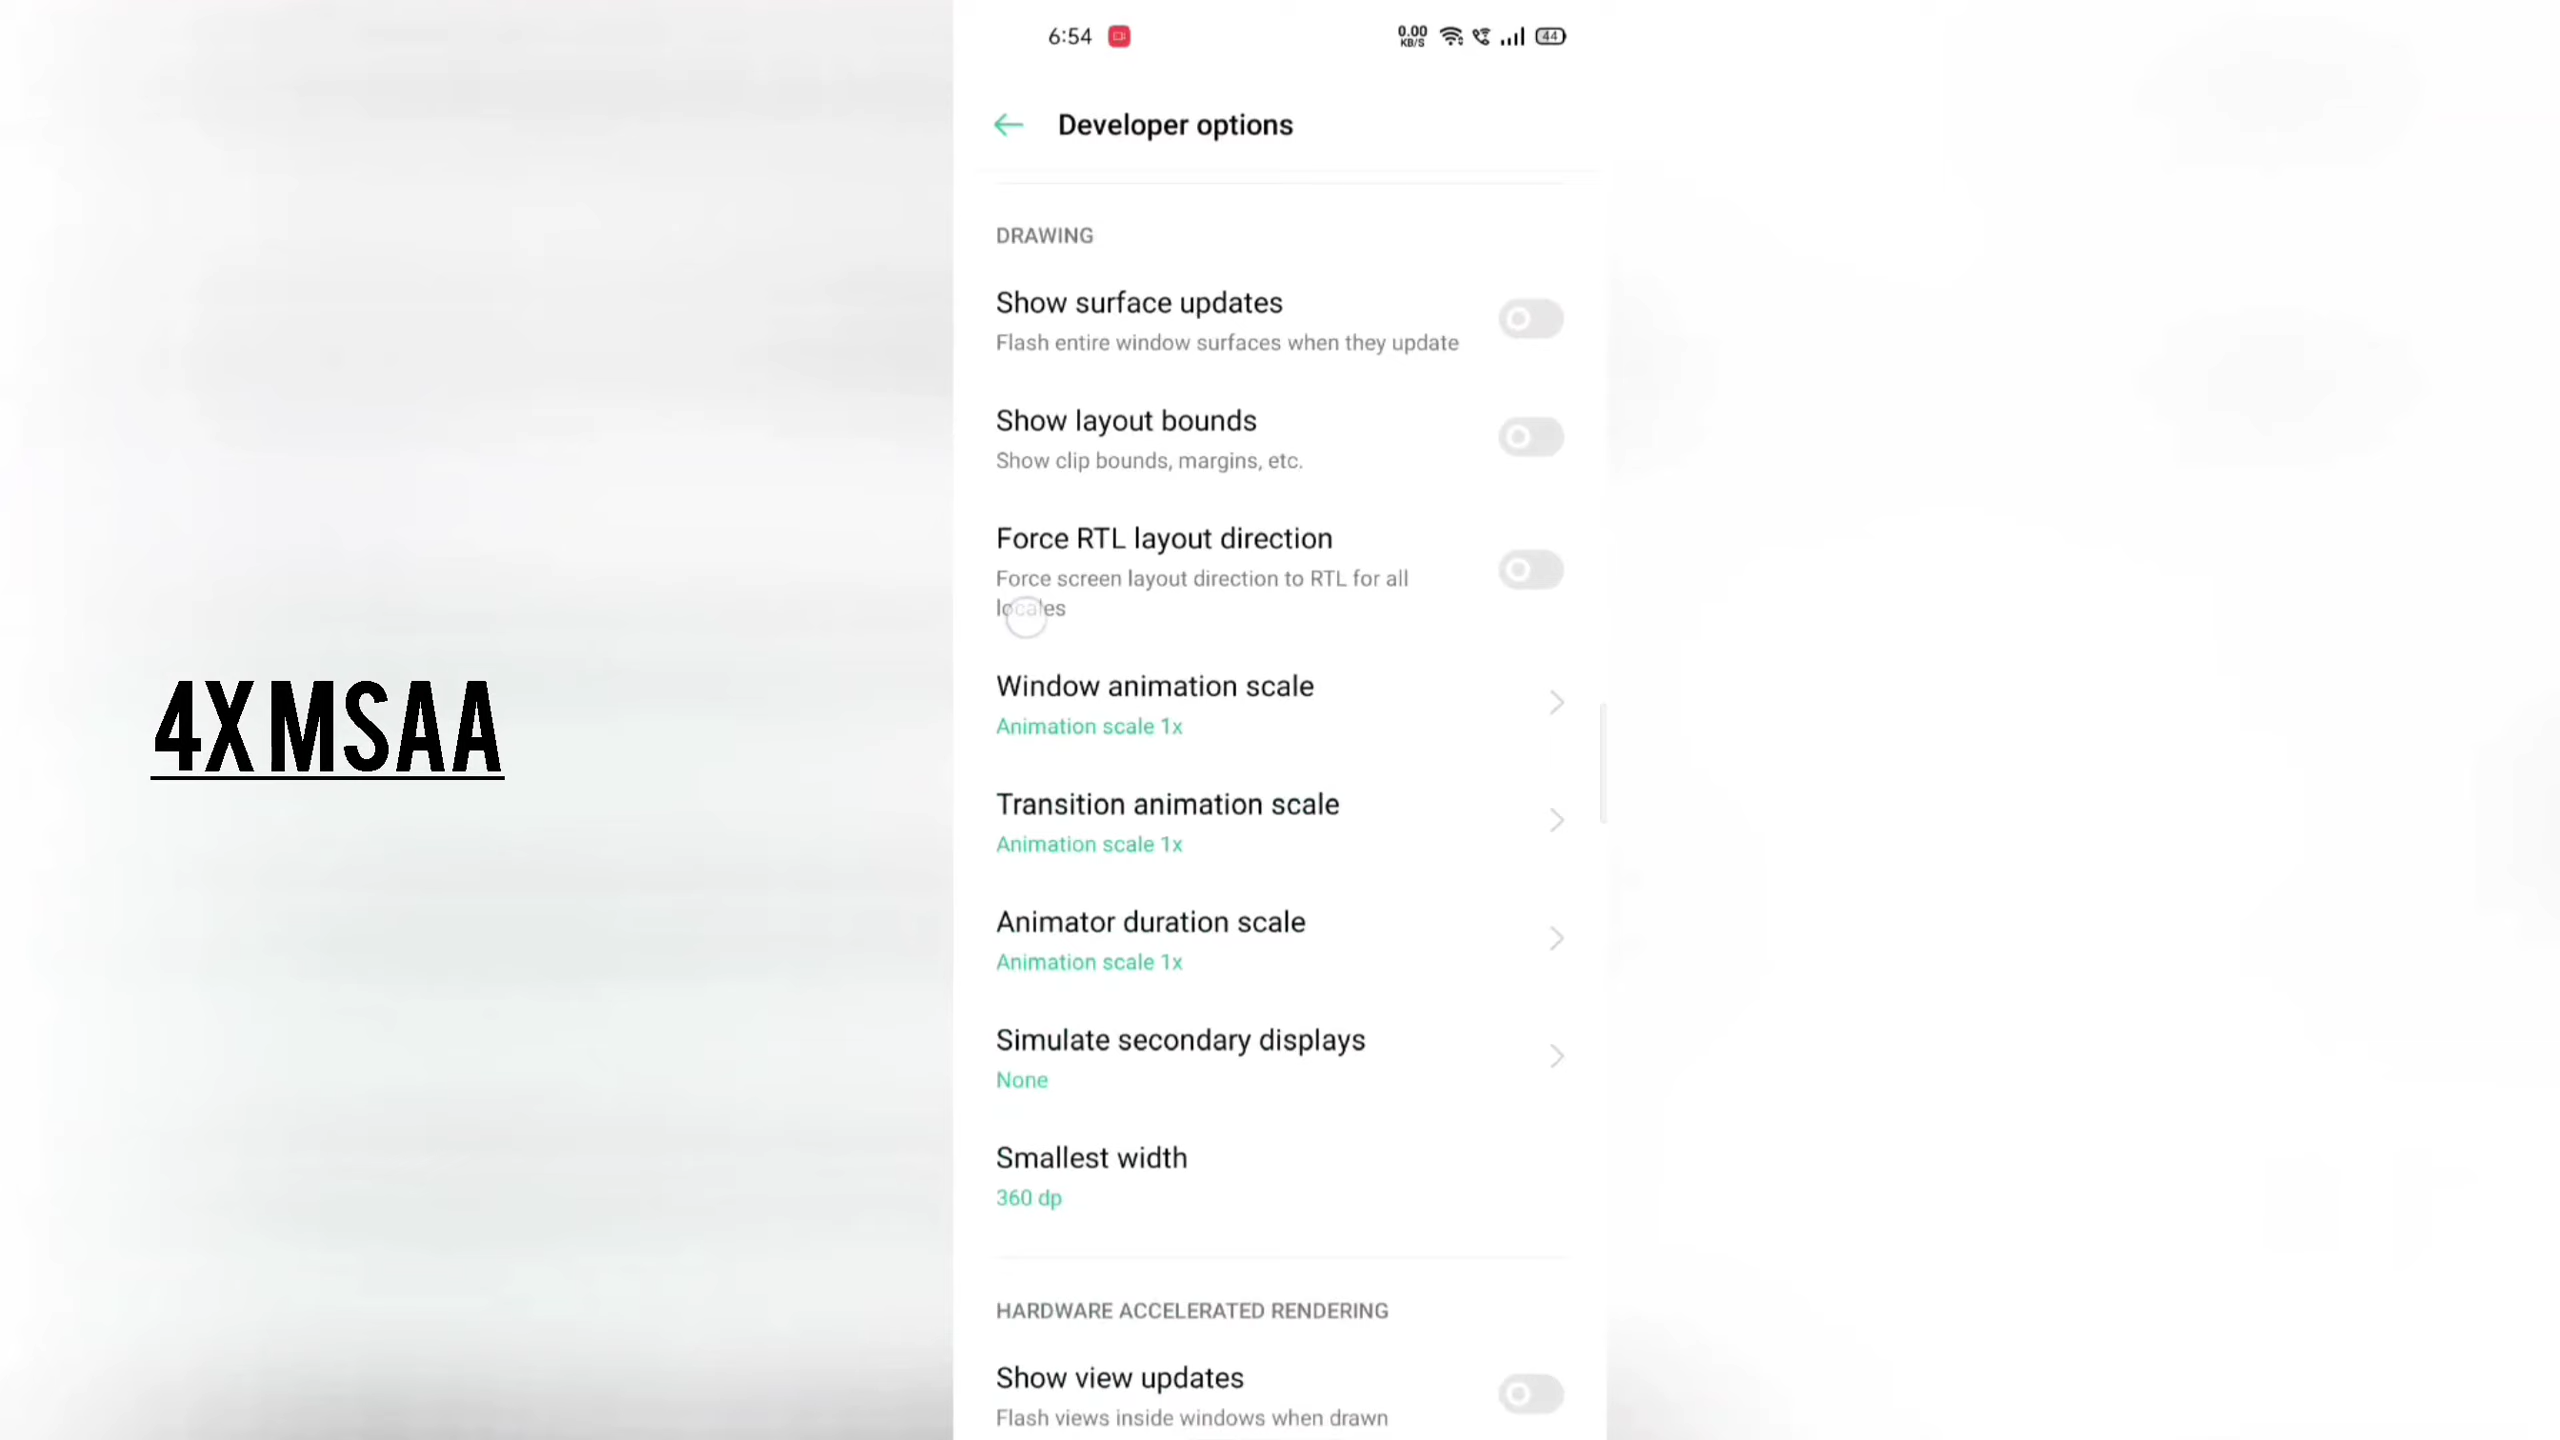 6:54
0.00
KB/S
44
Developer options
DRAWING
Show surface updates
Flash entire window surfaces when they update
Show layout bounds
Show clip bounds, margins, etc.
Force RTL layout direction
Force screen layout direction to RTL for all
locales
4X MSAA
Window animation scale
Animation scale 1x
Transition animation scale
Animation scale 1x
Animator duration scale
Animation scale 1x
Simulate secondary displays
None
Smallest width
360 dp
HARDWARE ACCELERATED RENDERING
Show view updates
Flash views inside windows when drawn